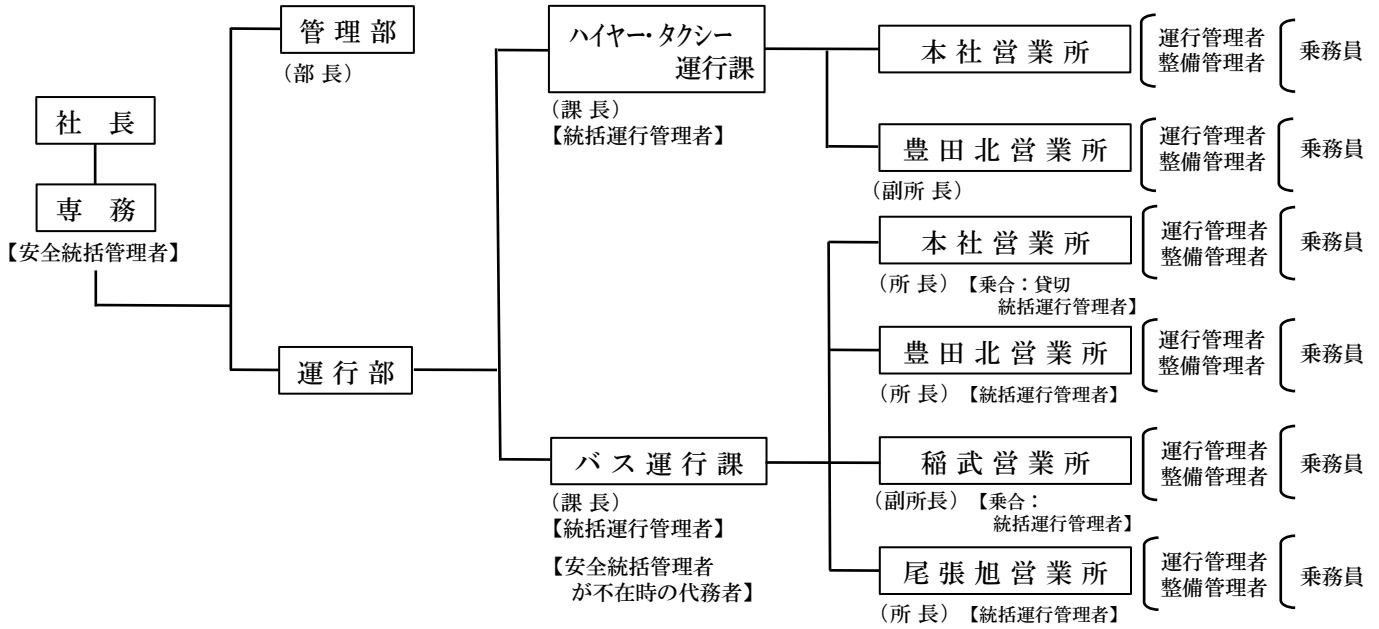 社 長
専 務
【安全統括管理者】
管 理 部
（部 長）
運 行 部
ハイヤー・タクシー
運行課
（課 長）
【統括運行管理者】
バ ス 運 行 課
（課 長）
【統括運行管理者】
【安全統括管理者
が不在時の代務者】
本 社 営 業 所
運行管理者
整備管理者
乗務員
豊 田 北 営 業 所
（副所 長）
運行管理者
整備管理者
乗務員
本 社 営 業 所
（所 長）【乗合：貸切
統括運行管理者】
運行管理者
整備管理者
乗務員
豊 田 北 営 業 所
（所 長）【統括運行管理者】
運行管理者
整備管理者
乗務員
稲 武 営 業 所
（副所長）【乗合：
統括運行管理者】
運行管理者
整備管理者
乗務員
尾 張 旭 営 業 所
（所 長）【統括運行管理者】
運行管理者
整備管理者
乗務員